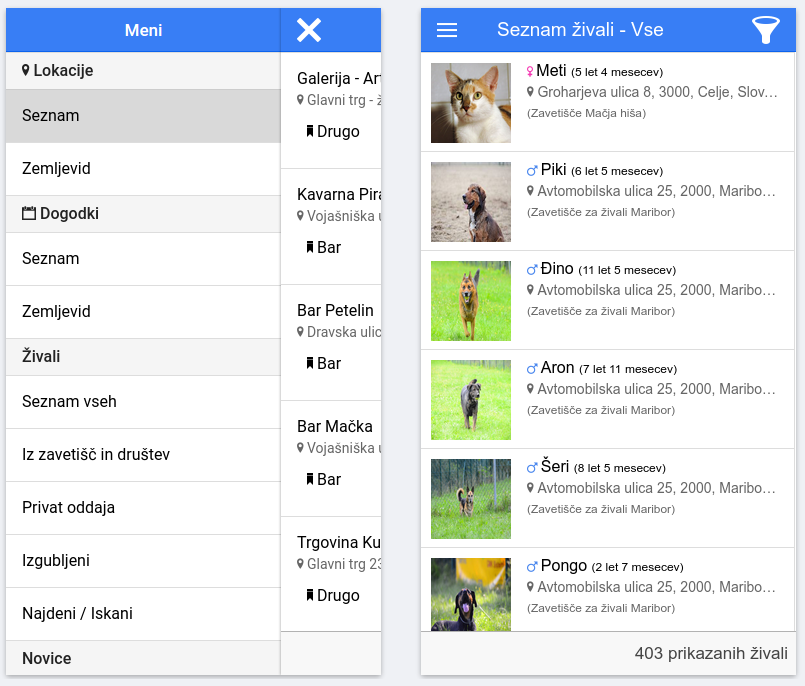 Meni
Lokacije
Seznam
Zemljevid
Dogodki
Seznam
Zemljevid
Živali
Seznam vseh
Iz zavetišč in društev
Privat oddaja
Izgubljeni
Najdeni / Iskani
Novice
Galerija - Art
Glavni trg - ž
Drugo
Kavarna Pira
Vojašniška u
Bar
Bar Petelin
Dravska ulic
Bar
Bar Mačka
Vojašniška u
Bar
Trgovina Ku
Glavni trg 23
Drugo
Seznam živali - Vse
Meti (5 let 4 mesecev)
Groharjeva ulica 8, 3000, Celje, Slov…
(Zavetišče Mačja hiša)
Piki (6 let 5 mesecev)
Avtomobilska ulica 25, 2000, Maribo…
(Zavetišče za živali Maribor)
Đino (11 let 5 mesecev)
Avtomobilska ulica 25, 2000, Maribo…
(Zavetišče za živali Maribor)
Aron (7 let 11 mesecev)
Avtomobilska ulica 25, 2000, Maribo…
(Zavetišče za živali Maribor)
Šeri (8 let 5 mesecev)
Avtomobilska ulica 25, 2000, Maribo…
(Zavetišče za živali Maribor)
Pongo (2 let 7 mesecev)
Avtomobilska ulica 25, 2000, Maribo…
(Zavetišče za živali Maribor)
403 prikazanih živali